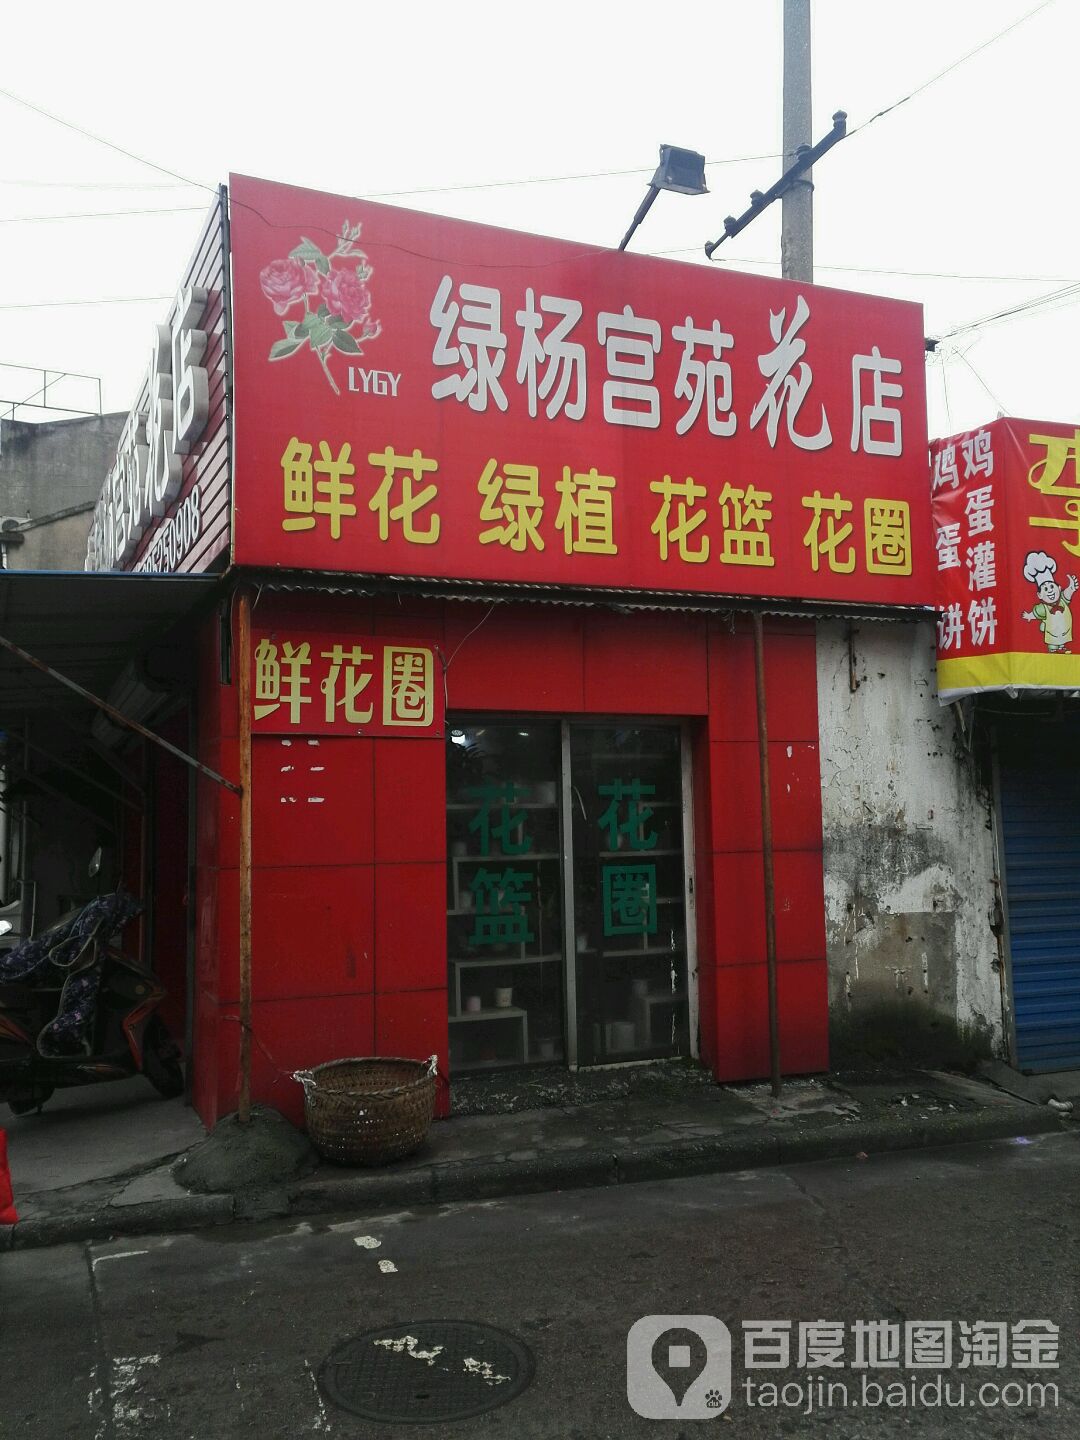 绿杨宫苑花店
LYGY
鲜花 绿植 花篮 花圈
鲜花圈
花篮
花圈
鸡蛋灌饼
鸡蛋饼
百度地图淘金
taojin.baidu.com